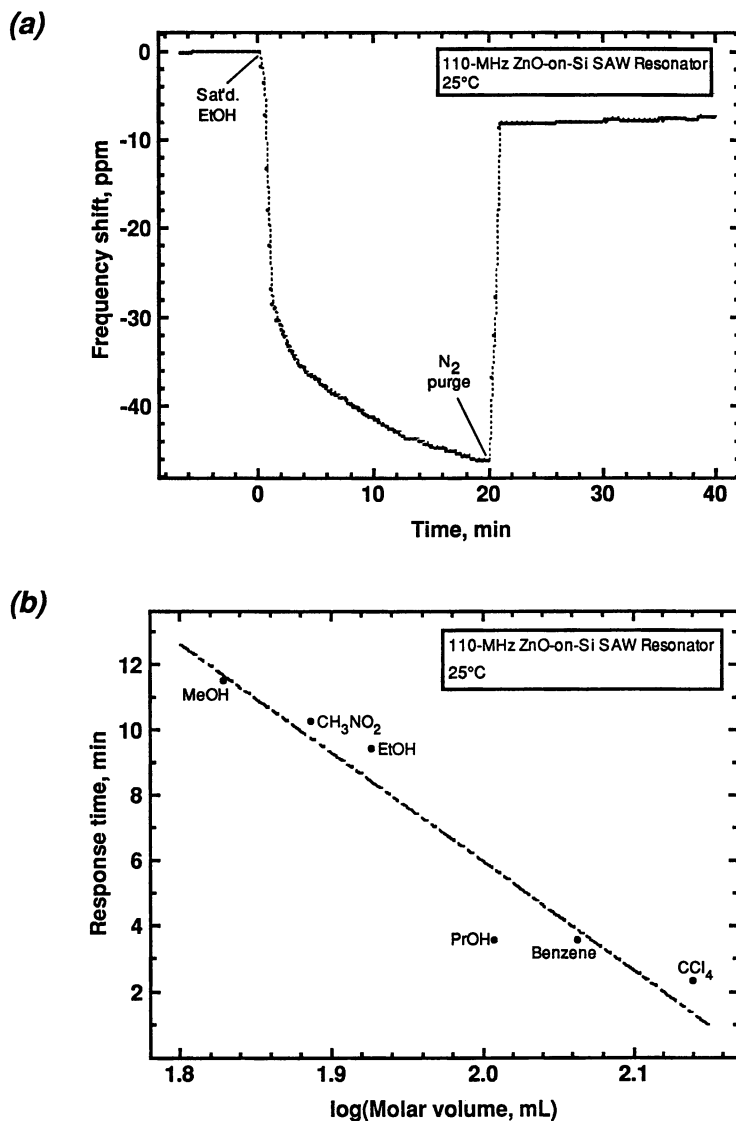 (a)
0
-10
-20
-30
-40
Frequency shift, ppm
110-MHz ZnO-on-Si SAW Resonator
25°C
Sat'd.
EtOH
N2
purge
0
10
20
30
40
Time, min
(b)
12
10
8
6
4
2
Response time, min
110-MHz ZnO-on-Si SAW Resonator
25°C
MeOH
CH3NO2
EtOH
PrOH
Benzene
CCl4
1.8
1.9
2.0
2.1
log(Molar volume, mL)